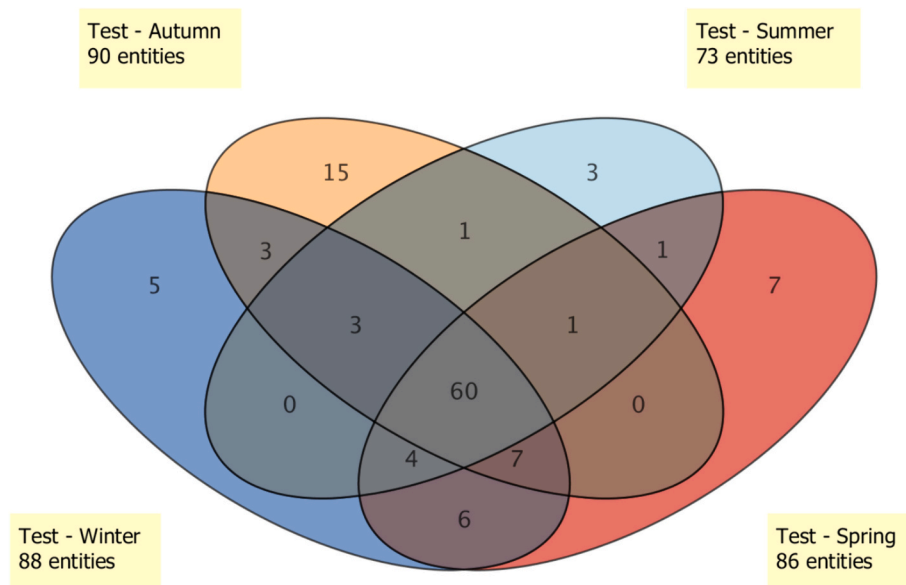 Test - Autumn
90 entities
Test - Summer
73 entities
15
3
1
3
1
5
7
3
1
60
0
0
4
7
6
Test - Winter
88 entities
Test - Spring
86 entities